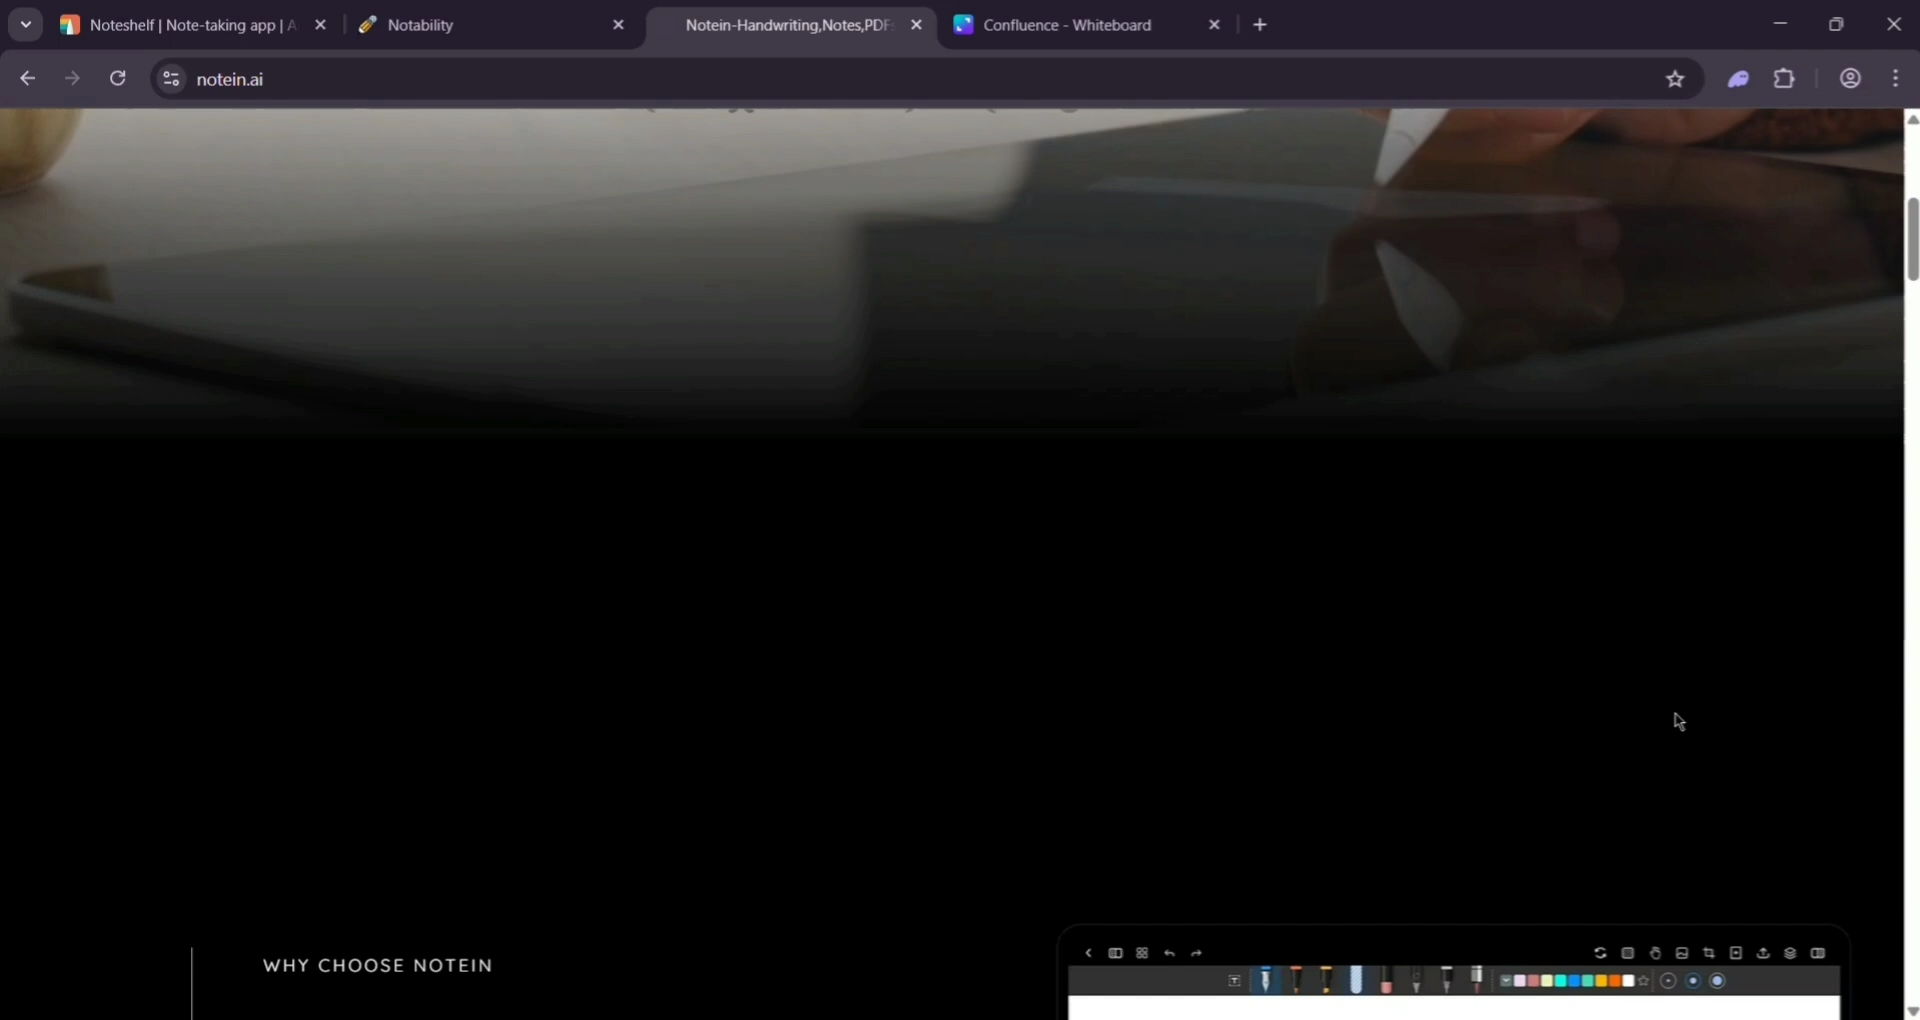 Noteshelf | Note-taking app | A
Notability
Notein-Handwriting,Notes,PDF
Confluence - Whiteboard
notein.ai
WHY CHOOSE NOTEIN